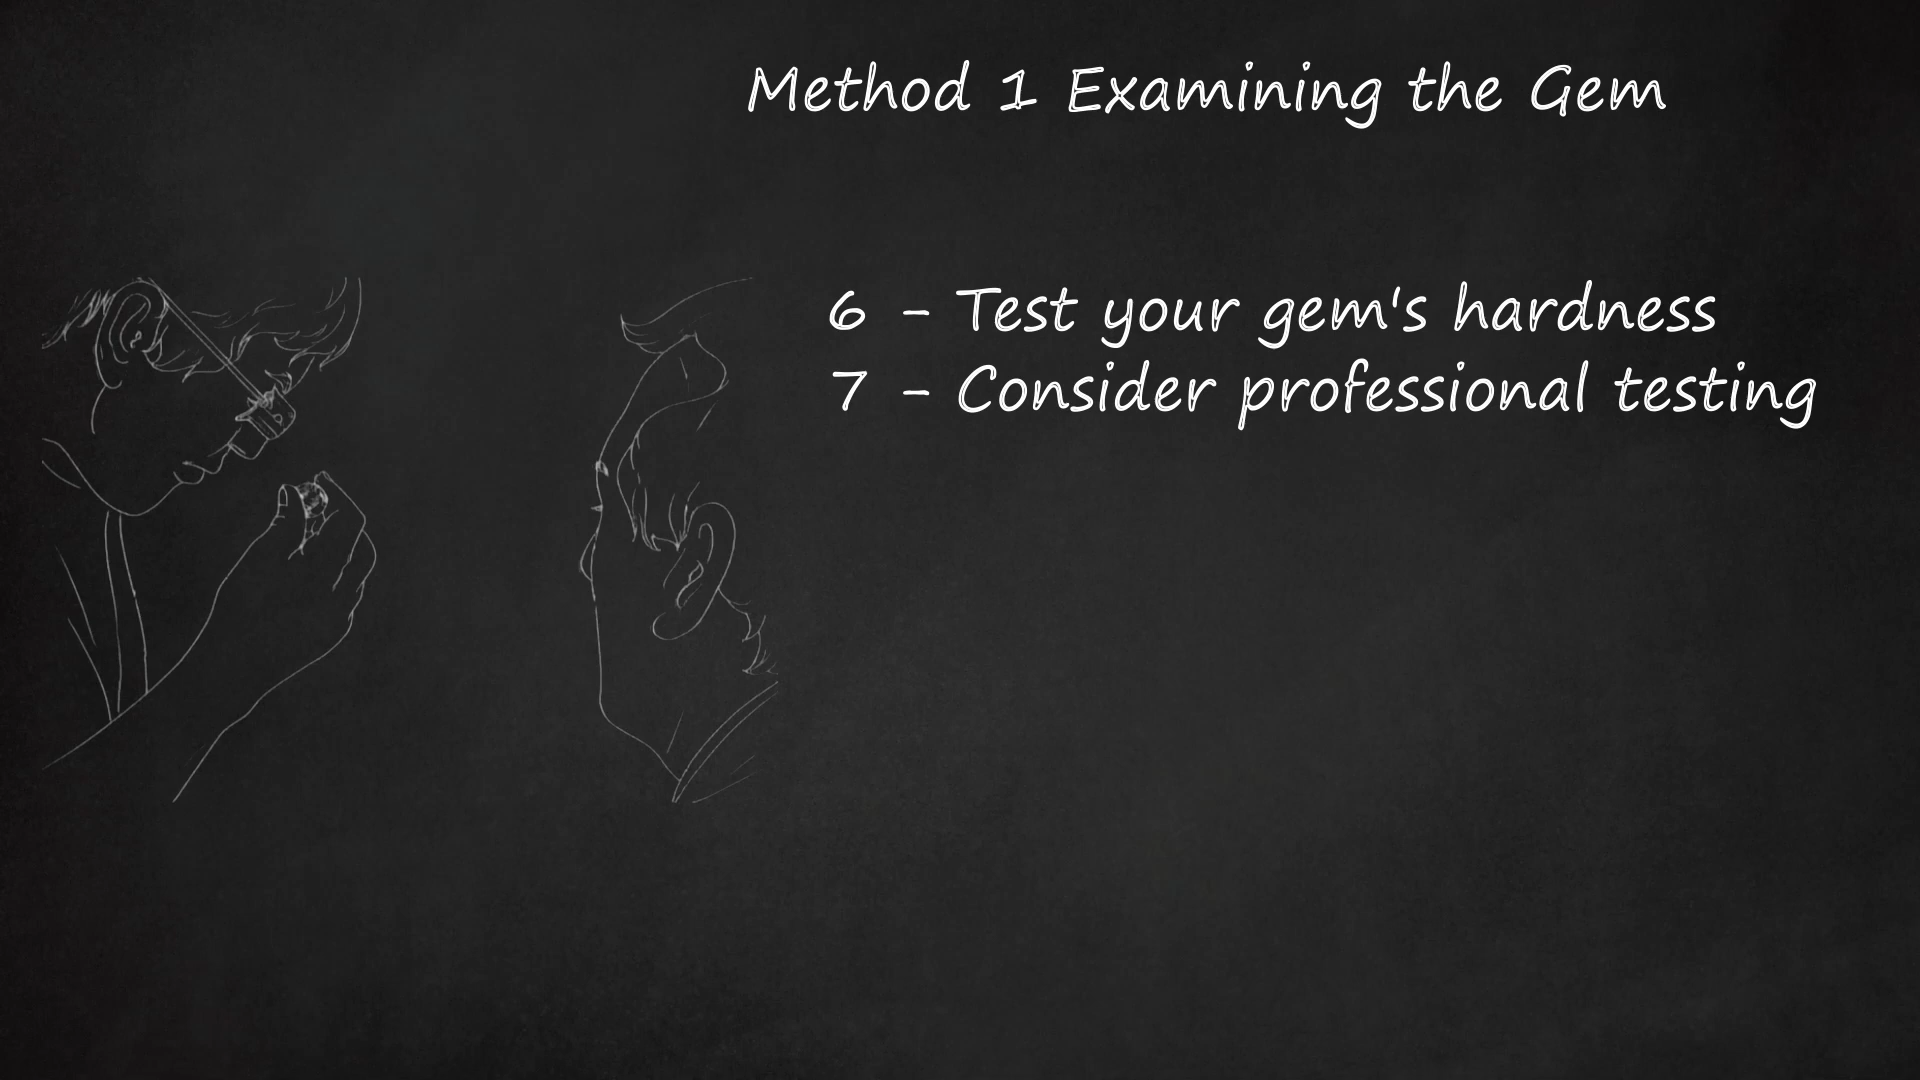 Method 1 Examining the Gem
6 - Test your gem's hardness
7 - Consider professional testing